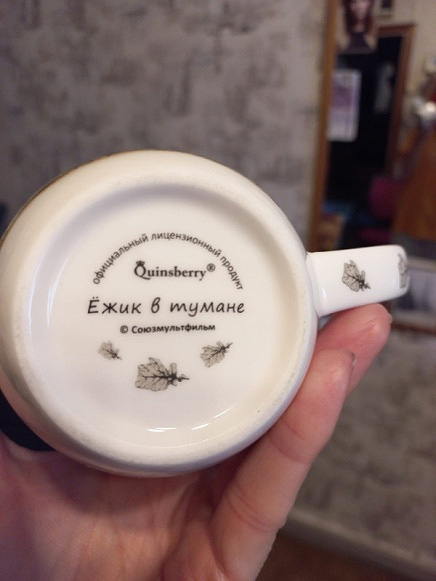 официальный лицензионный продукт
Quinsberry®
Ёжик в тумане
© Союзмультфильм